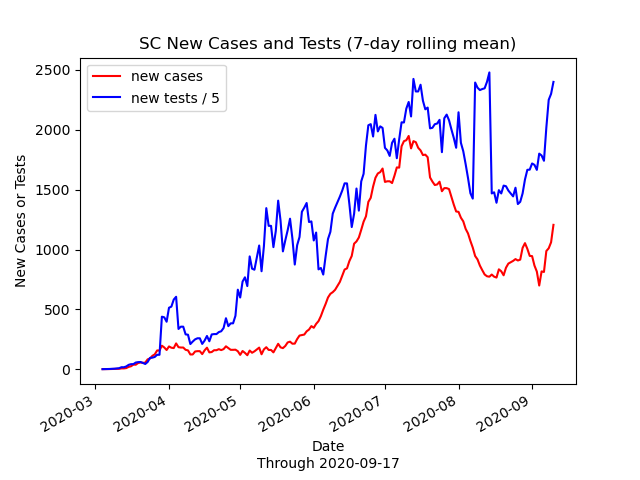 SC New Cases and Tests (7-day rolling mean)
new cases
new tests / 5
New Cases or Tests
2500
2000
1500
1000
500
0
2020-03
2020-04
2020-05
2020-06
2020-07
2020-08
2020-09
Date
Through 2020-09-17